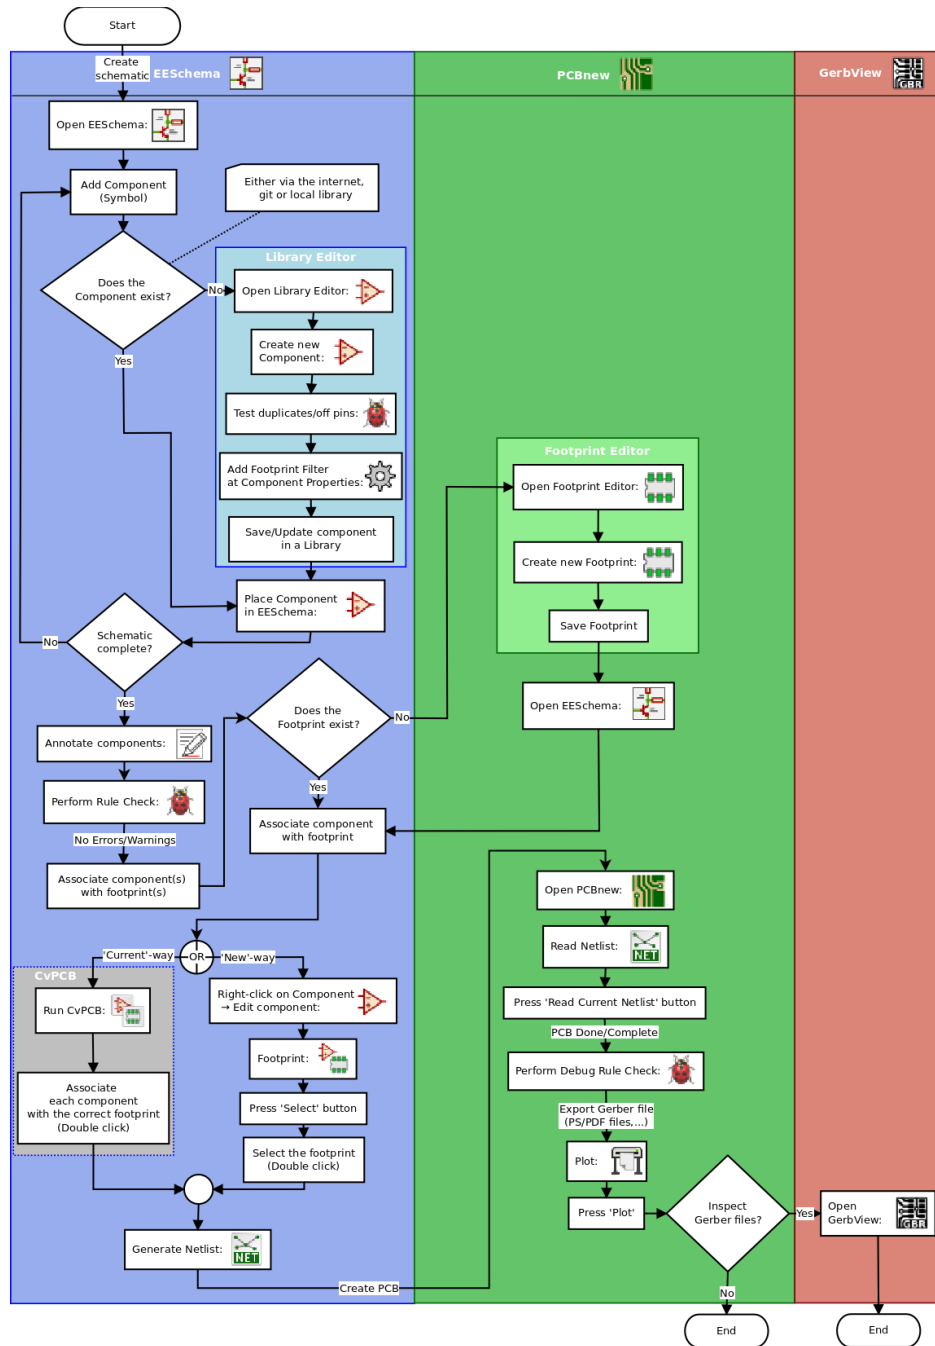 Start
Create
schematic
EESchema
PCBnew
GerbView
GBR
Open EESchema:
Add Component
(Symbol)
Either via the internet,
git or local library
Does the
Component exist?
No
Yes
Library Editor
Open Library Editor:
Create new
Component:
Test duplicates/off pins:
Add Footprint Filter
at Component Properties:
Save/Update component
in a Library
Place Component
in EESchema:
Schematic
complete?
No
Yes
Annotate components:
Perform Rule Check:
No Errors/Warnings
Associate component(s)
with footprint(s)
Does the
Footprint exist?
No
Yes
Footprint Editor
Open Footprint Editor:
Create new Footprint:
Save Footprint
Open EESchema:
Associate component
with footprint
OR
'Current'-way
'New'-way
CvPCB
Run CvPCB:
Associate
each component
with the correct footprint
(Double click)
Right-click on Component
→ Edit component:
Footprint:
Press 'Select' button
Select the footprint
(Double click)
Generate Netlist:
NET
Create PCB
Open PCBnew:
Read Netlist:
NET
Press 'Read Current Netlist' button
PCB Done/Complete
Perform Debug Rule Check:
Export Gerber file
(PS/PDF files,...)
Plot:
Press 'Plot'
Inspect
Gerber files?
Yes
No
Open
GerbView:
GBR
End
End